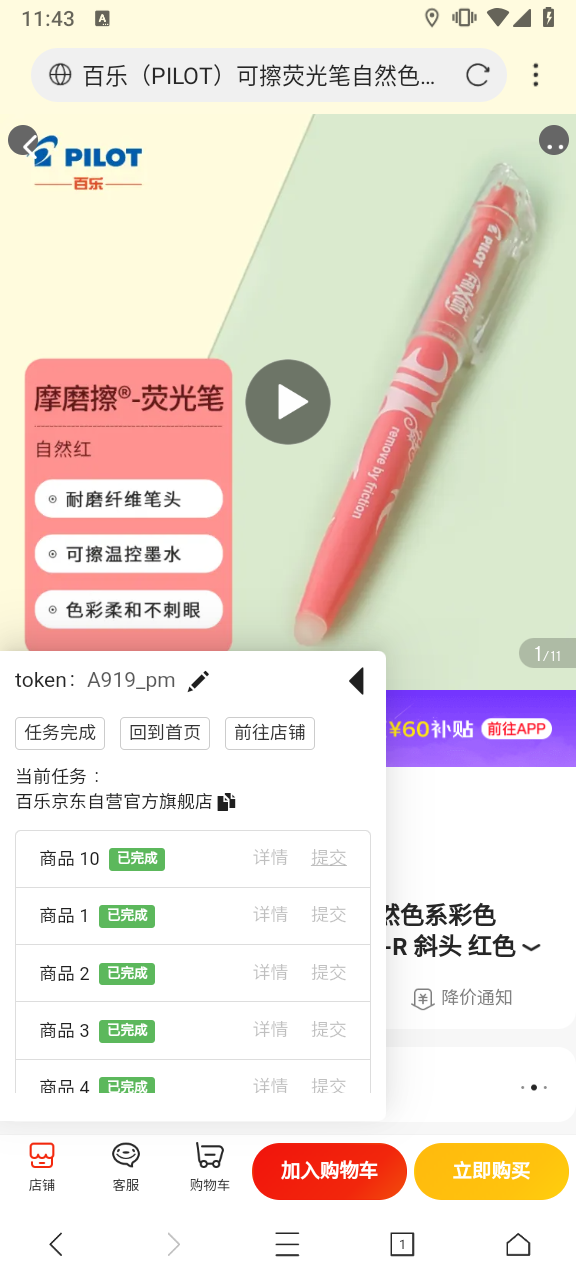 11:43
A
百乐（PILOT）可擦荧光笔自然色...
PILOT
百乐
摩磨擦®-荧光笔
自然红
耐磨纤维笔头
可擦温控墨水
色彩柔和不刺眼
PILOT
FRIXION
remove by friction
1/11
token： A919_pm
¥60补贴 前往APP
任务完成 回到首页 前往店铺
当前任务：
百乐京东自营官方旗舰店
商品 10 已完成 详情 提交
商品 1 已完成 详情 提交
然色系彩色
-R 斜头 红色
商品 2 已完成 详情 提交
降价通知
商品 3 已完成 详情 提交
商品 4 已完成 详情 提交
店铺 客服 购物车 加入购物车 立即购买
1